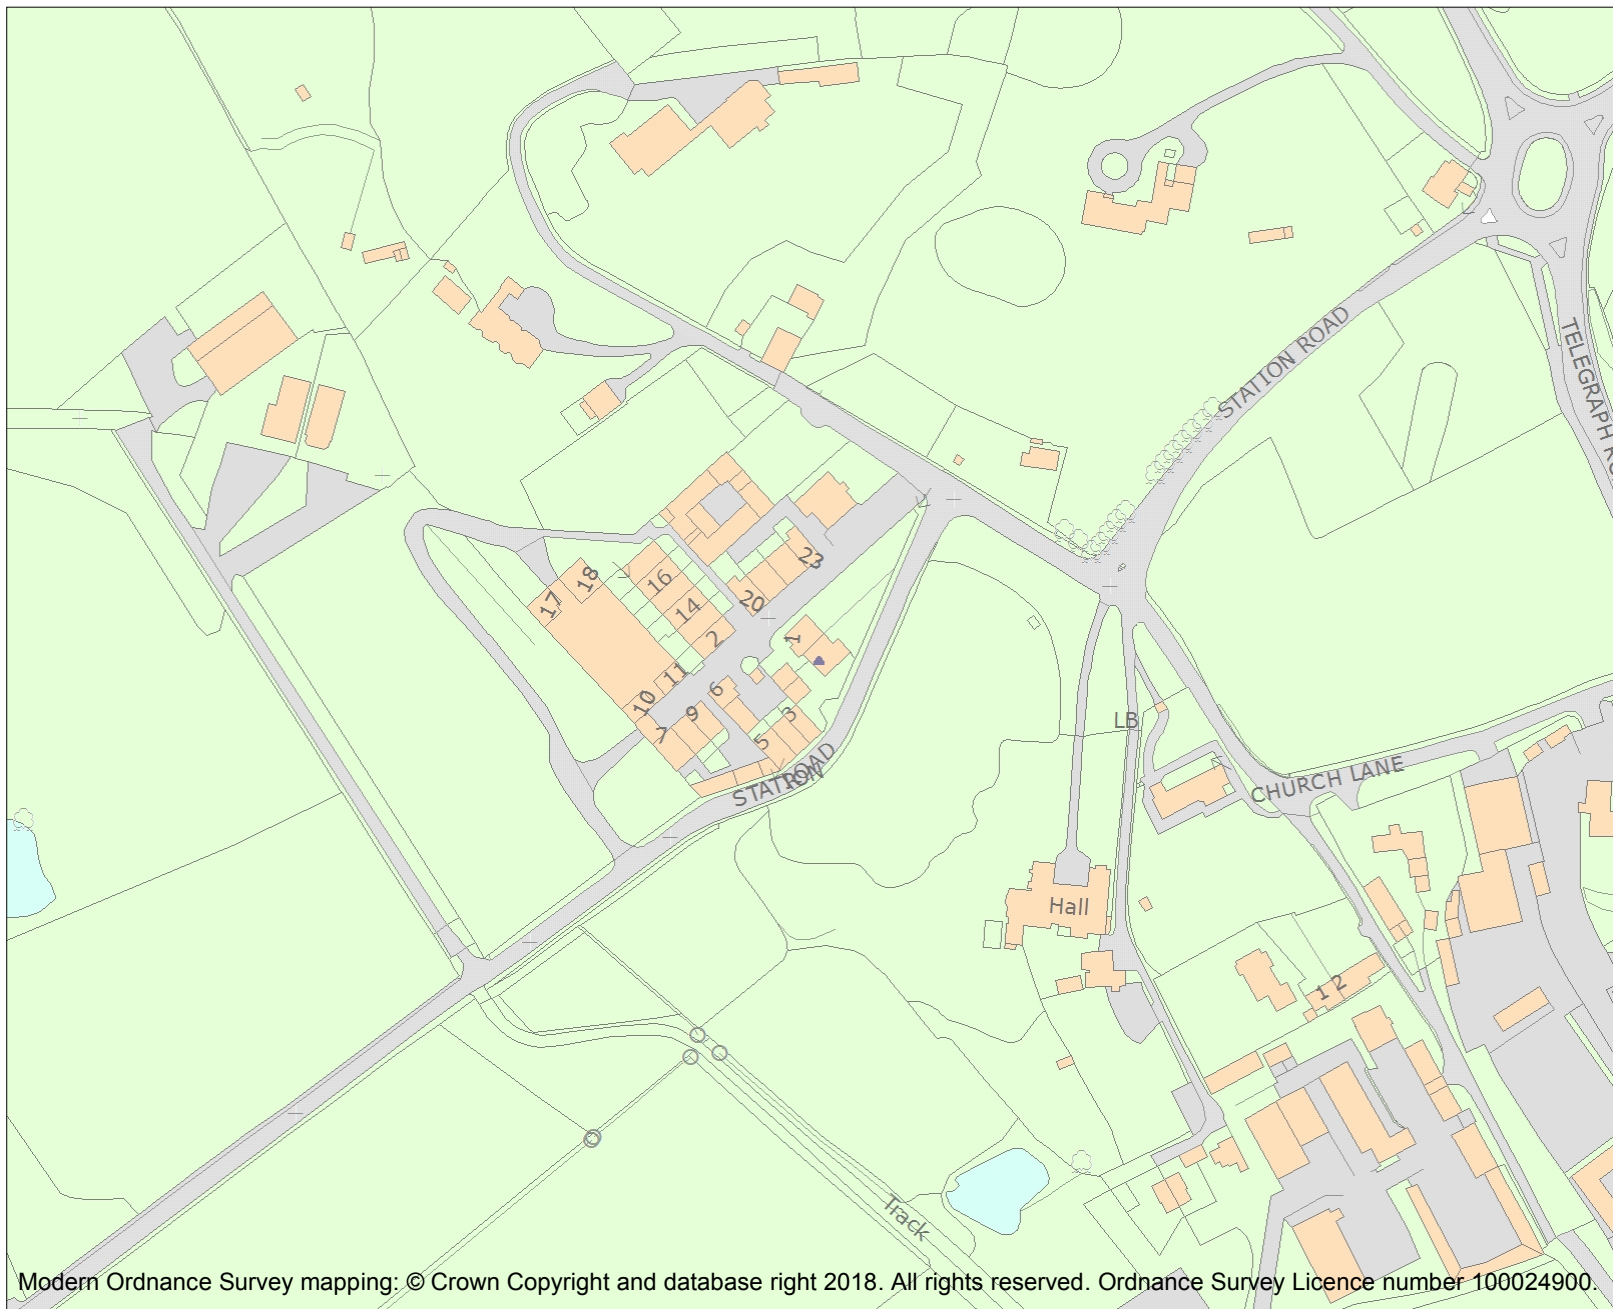 STATION ROAD
TELEGRAPH RO
23
18
16
17
20
14
2
1
11
6
10
9
3
7
5
LB
STATION
ROAD
CHURCH LANE
Hall
1 2
Track
Modern Ordnance Survey mapping: © Crown Copyright and database right 2018. All rights reserved. Ordnance Survey Licence number 100024900.